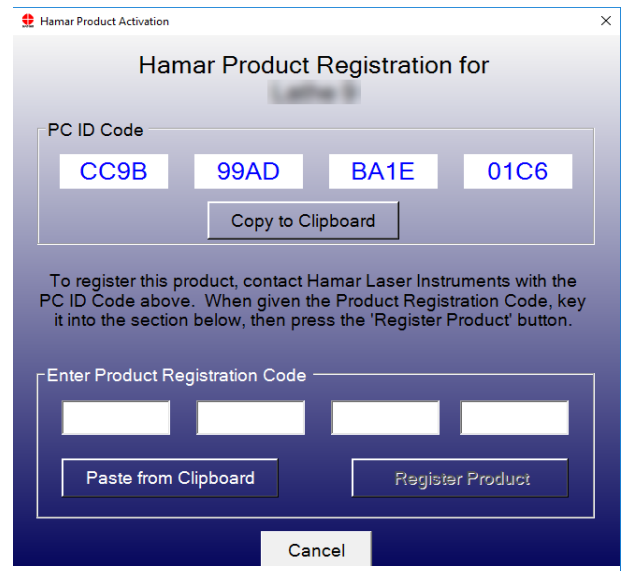 Hamar Product Activation
Hamar Product Registration for
PC ID Code
CC9B 99AD BA1E 01C6
Copy to Clipboard
To register this product, contact Hamar Laser Instruments with the
PC ID Code above. When given the Product Registration Code, key
it into the section below, then press the 'Register Product' button.
Enter Product Registration Code
Paste from Clipboard Register Product
Cancel